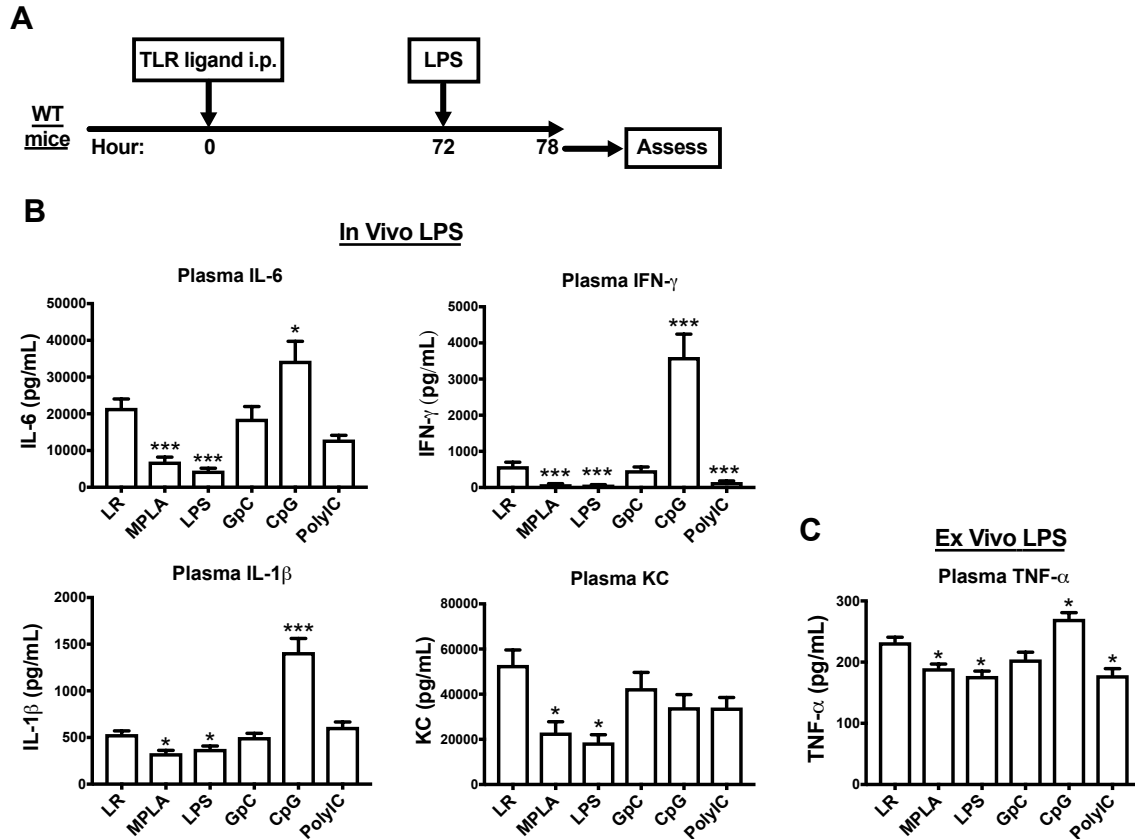 A
TLR ligand i.p.
LPS
WT
mice
Hour:
0
72
78
Assess
B
In Vivo LPS
Plasma IL-6
IL-6 (pg/mL)
50000
40000
30000
20000
10000
0
*
***
***
LR
MPLA
LPS
GpC
CpG
PolyIC
Plasma IFN-γ
IFN-γ (pg/mL)
5000
4000
3000
2000
1000
0
***
***
***
***
LR
MPLA
LPS
GpC
CpG
PolyIC
Plasma IL-1β
IL-1β (pg/mL)
2000
1500
1000
500
0
***
*
*
LR
MPLA
LPS
GpC
CpG
PolyIC
Plasma KC
KC (pg/mL)
80000
60000
40000
20000
0
*
*
LR
MPLA
LPS
GpC
CpG
PolyIC
C
Ex Vivo LPS
Plasma TNF-α
TNF-α (pg/mL)
300
200
100
0
*
*
*
*
LR
MPLA
LPS
GpC
CpG
PolyIC